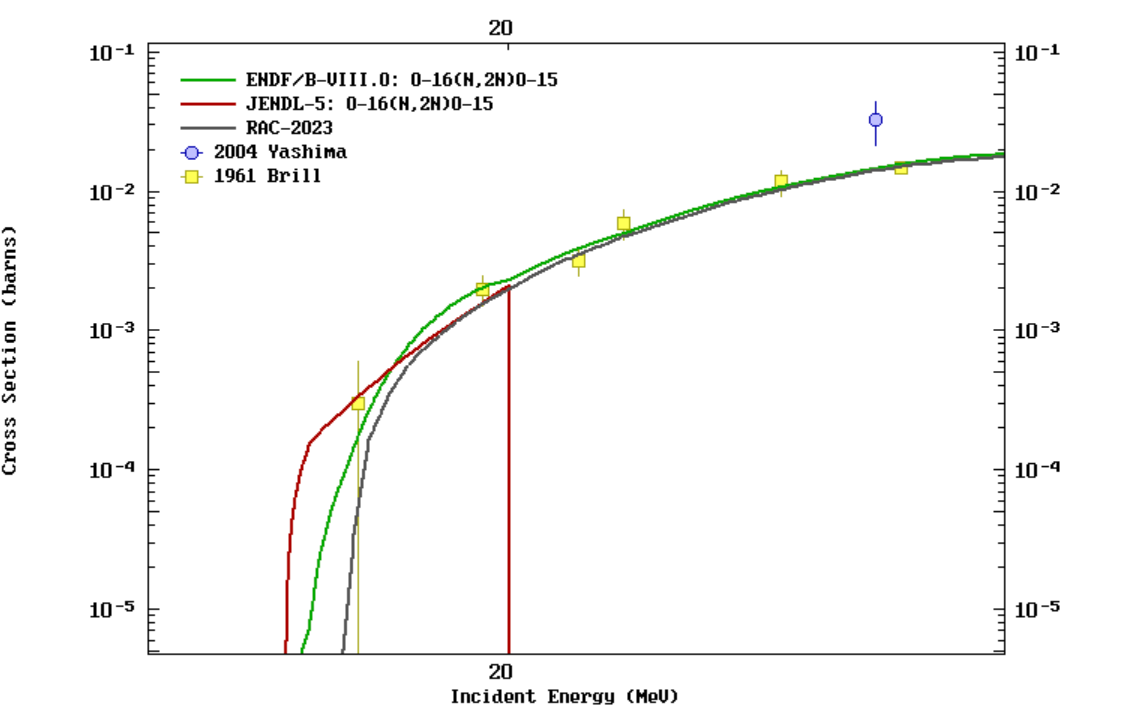 20
10-1 10-1
ENDF/B-VIII.0: O-16(N,2N)O-15
JENDL-5: O-16(N,2N)O-15
RAC-2023
2004 Yashima
1961 Brill
10-2 10-2
10-3 10-3
10-4 10-4
10-5 10-5
Cross Section (barns)
20
Incident Energy (MeV)